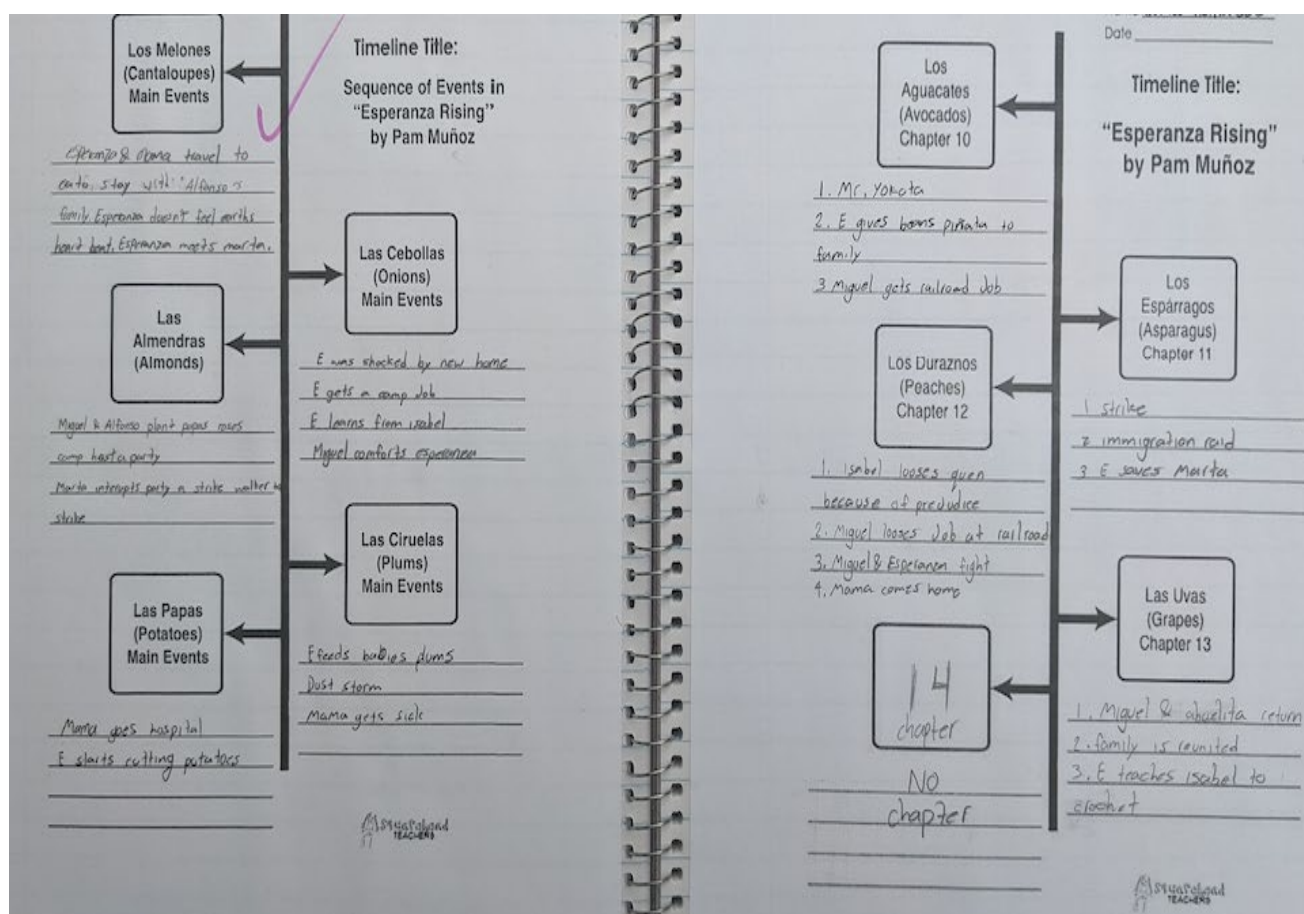 Los Melones
(Cantaloupes)
Main Events
Timeline Title:
Sequence of Events in
"Esperanza Rising"
by Pam Muñoz
Esperanza & Mama travel to
stay with Alfonso's
family. Esperanza doesn't feel earths
heart beat. Esperanza meets marta.
Las Cebollas
(Onions)
Main Events
E was shocked by new home
E gets a camp Job
E learns from isabel
Miguel comforts esperanza
Las
Almendras
(Almonds)
Miguel & Alfonso plant papas roses
camp hast a party
Marta interupts party a strike
strike
Las Ciruelas
(Plums)
Main Events
E feeds babies plums
Dust storm
Mama gets sick
Las Papas
(Potatoes)
Main Events
Mama goes hospital
E starts cutting potatoes
TEACHERS
Date
Timeline Title:
"Esperanza Rising"
by Pam Muñoz
Los
Aguacates
(Avocados)
Chapter 10
1. Mr. Yokota
2. E gives beans piñata to
family
3 Miguel gets railroad Job
Los
Espárragos
(Asparagus)
Chapter 11
1 strike
2 immigration raid
3 E saves Marta
Los Duraznos
(Peaches)
Chapter 12
1. isabel looses quen
because of predudice
2. Miguel looses Job at railroad
3. Miguel & Esperanza fight
4. Mama comes home
Las Uvas
(Grapes)
Chapter 13
1. Miguel & abuelita return
2. family is reunited
3. E teaches isabel to
crochet
14
chapter
NO
chapter
TEACHERS